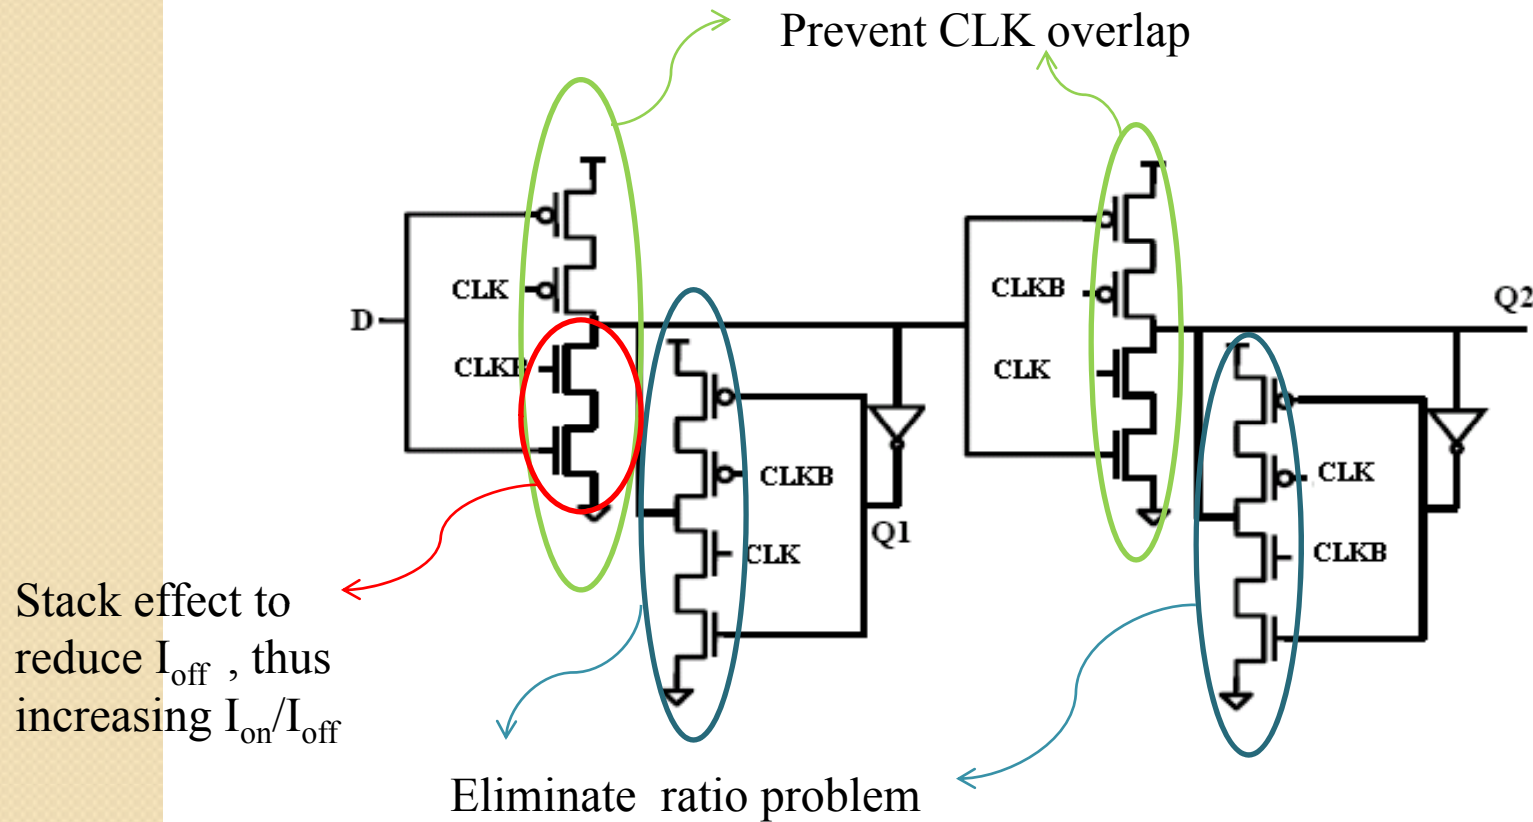 Prevent CLK overlap
CLK
D
CLKB
CLKB
CLK
Q1
CLKB
CLK
Q2
CLK
CLKB
Stack effect to
reduce Ioff , thus
increasing Ion/Ioff
Eliminate ratio problem